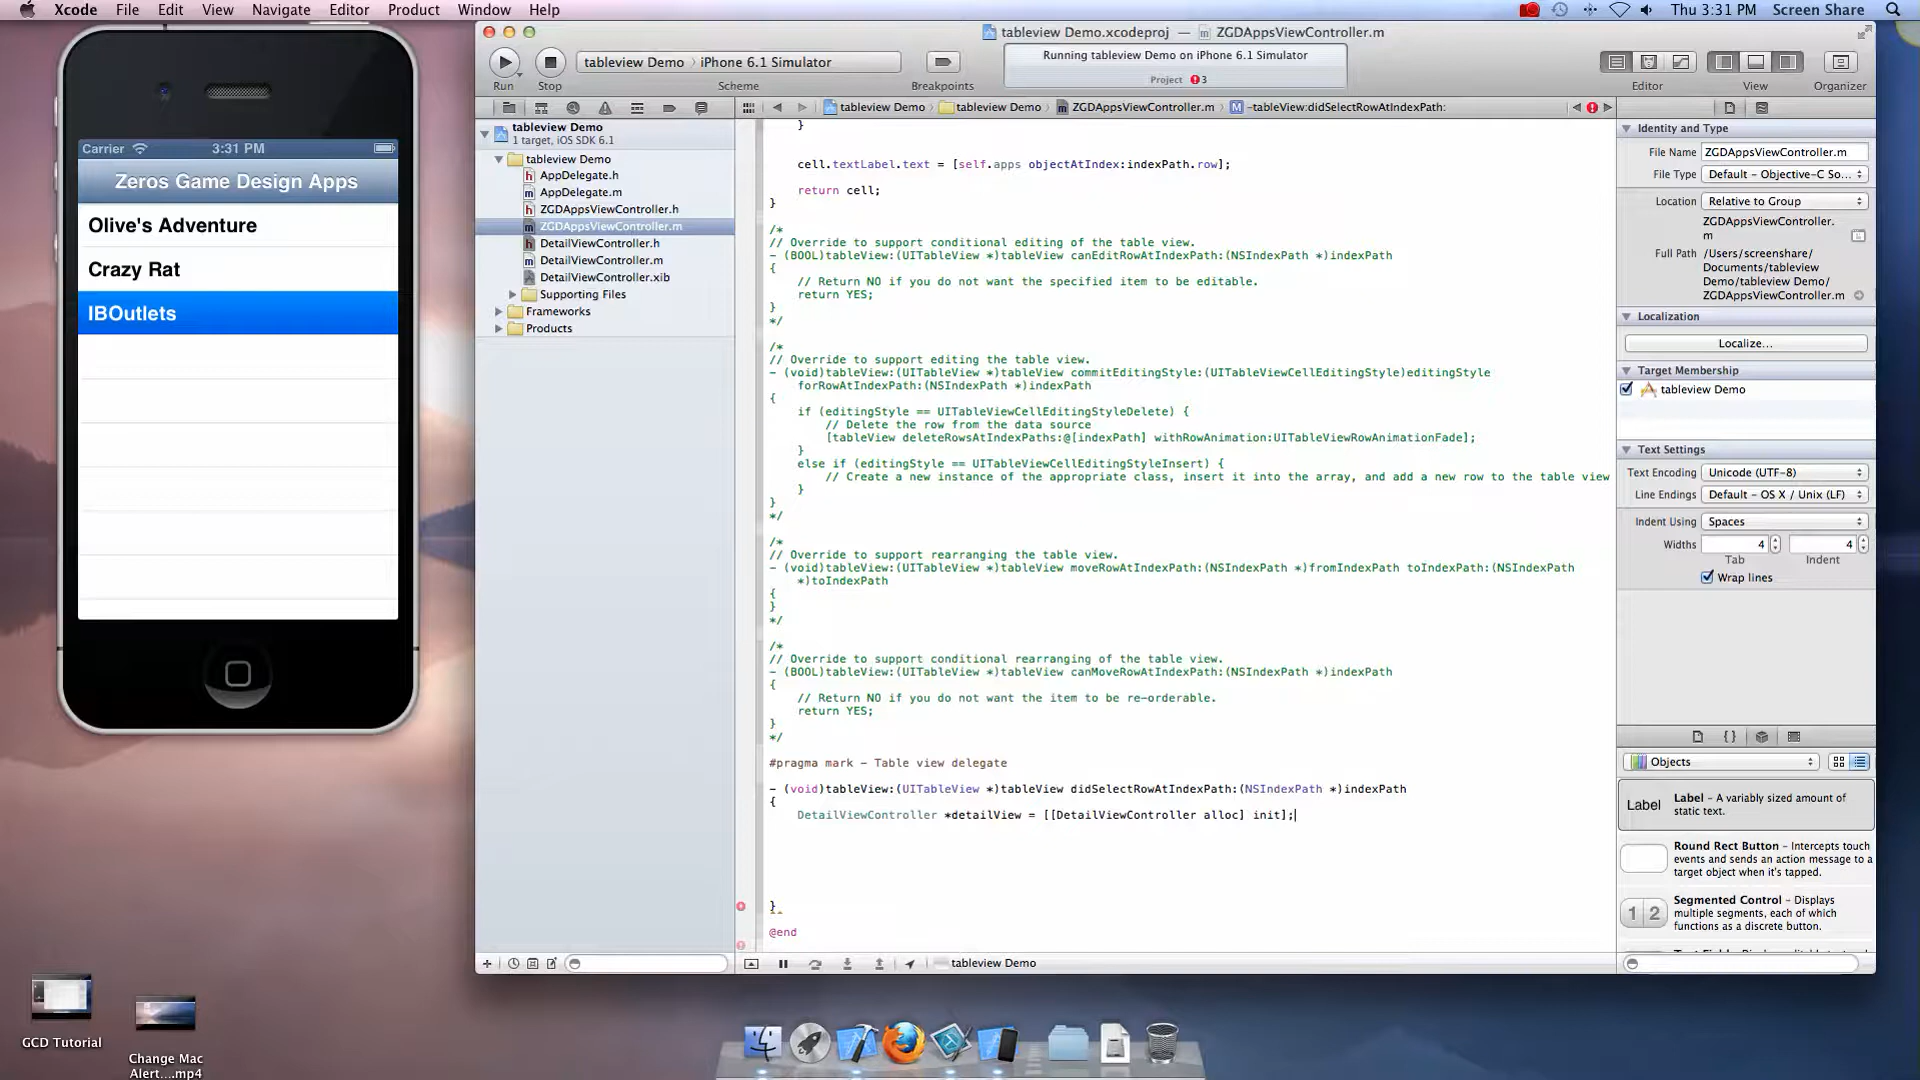 Xcode File Edit View Navigate Editor Product Window Help
Thu 3:31 PM Screen Share
tableview Demo.xcodeproj — ZGDAppsViewController.m
Run
Stop
tableview Demo 〉 iPhone 6.1 Simulator
Scheme
Breakpoints
Running tableview Demo on iPhone 6.1 Simulator
Project 3
Editor
View
Organizer
Carrier 3:31 PM
Zeros Game Design Apps
Olive's Adventure
Crazy Rat
IBOutlets
tableview Demo
1 target, iOS SDK 6.1
tableview Demo
AppDelegate.h
AppDelegate.m
ZGDAppsViewController.h
ZGDAppsViewController.m
DetailViewController.h
DetailViewController.m
DetailViewController.xib
Supporting Files
Frameworks
Products
tableview Demo 〉 tableview Demo 〉 ZGDAppsViewController.m 〉 M -tableView:didSelectRowAtIndexPath:
}
cell.textLabel.text = [self.apps objectAtIndex:indexPath.row];
return cell;
}
/*
// Override to support conditional editing of the table view.
- (BOOL)tableView:(UITableView *)tableView canEditRowAtIndexPath:(NSIndexPath *)indexPath
{
// Return NO if you do not want the specified item to be editable.
return YES;
}
*/
/*
// Override to support editing the table view.
- (void)tableView:(UITableView *)tableView commitEditingStyle:(UITableViewCellEditingStyle)editingStyle
forRowAtIndexPath:(NSIndexPath *)indexPath
{
if (editingStyle == UITableViewCellEditingStyleDelete) {
// Delete the row from the data source
[tableView deleteRowsAtIndexPaths:@[indexPath] withRowAnimation:UITableViewRowAnimationFade];
}
else if (editingStyle == UITableViewCellEditingStyleInsert) {
// Create a new instance of the appropriate class, insert it into the array, and add a new row to the table view
}
}
*/
/*
// Override to support rearranging the table view.
- (void)tableView:(UITableView *)tableView moveRowAtIndexPath:(NSIndexPath *)fromIndexPath toIndexPath:(NSIndexPath
*)toIndexPath
{
}
*/
/*
// Override to support conditional rearranging of the table view.
- (BOOL)tableView:(UITableView *)tableView canMoveRowAtIndexPath:(NSIndexPath *)indexPath
{
// Return NO if you do not want the item to be re-orderable.
return YES;
}
*/
#pragma mark - Table view delegate
- (void)tableView:(UITableView *)tableView didSelectRowAtIndexPath:(NSIndexPath *)indexPath
{
DetailViewController *detailView = [[DetailViewController alloc] init];
}
@end
tableview Demo
Identity and Type
File Name ZGDAppsViewController.m
File Type Default - Objective-C So...
Location Relative to Group
ZGDAppsViewController.
m
Full Path /Users/screenshare/
Documents/tableview
Demo/tableview Demo/
ZGDAppsViewController.m
Localization
Localize...
Target Membership
tableview Demo
Text Settings
Text Encoding Unicode (UTF-8)
Line Endings Default - OS X / Unix (LF)
Indent Using Spaces
Widths 4 4
Tab Indent
Wrap lines
{ }
Objects
Label Label - A variably sized amount of
static text.
Round Rect Button - Intercepts touch
events and sends an action message to a
target object when it's tapped.
1 2 Segmented Control - Displays
multiple segments, each of which
functions as a discrete button.
GCD Tutorial
Change Mac
Alert....mp4